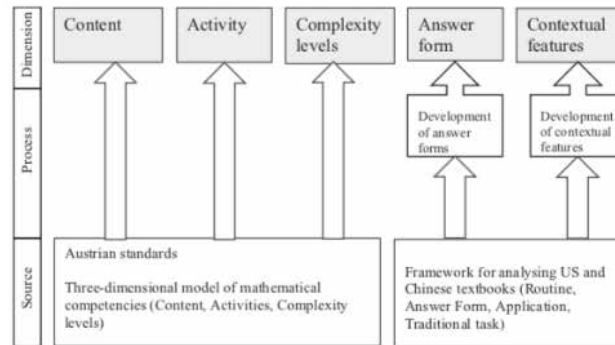 Dimension
Content
Activity
Complexity
levels
Answer
form
Contextual
features
Process
Development
of answer
forms
Development
of contextual
features
Source
Austrian standards
Three-dimensional model of mathematical
competencies (Content, Activities, Complexity
levels)
Framework for analysing US and
Chinese textbooks (Routine,
Answer Form, Application,
Traditional task)